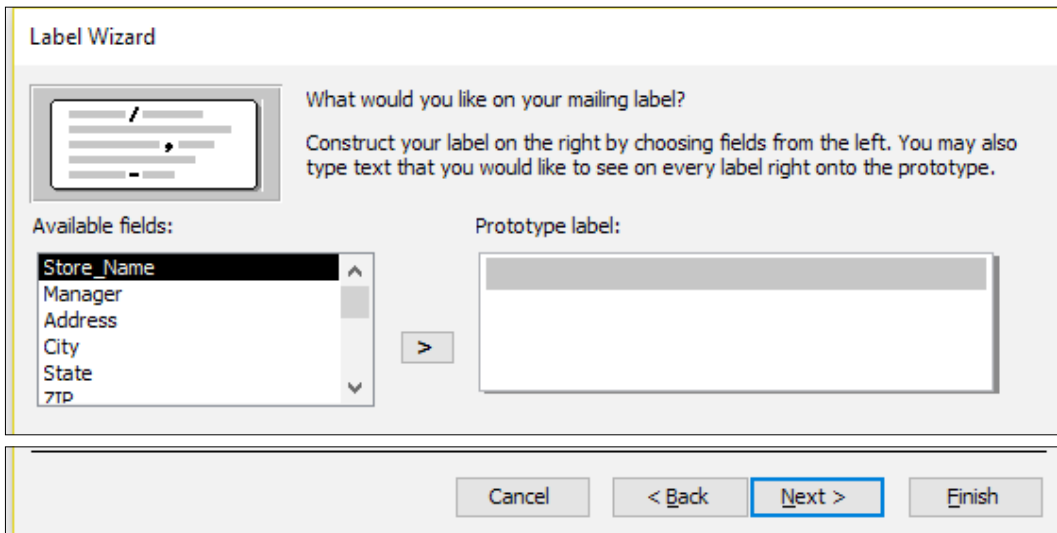 Label Wizard
What would you like on your mailing label?
Construct your label on the right by choosing fields from the left. You may also
type text that you would like to see on every label right onto the prototype.
Available fields:
Prototype label:
Store_Name
Manager
Address
City
State
ZIP
>
Cancel
< Back
Next >
Finish